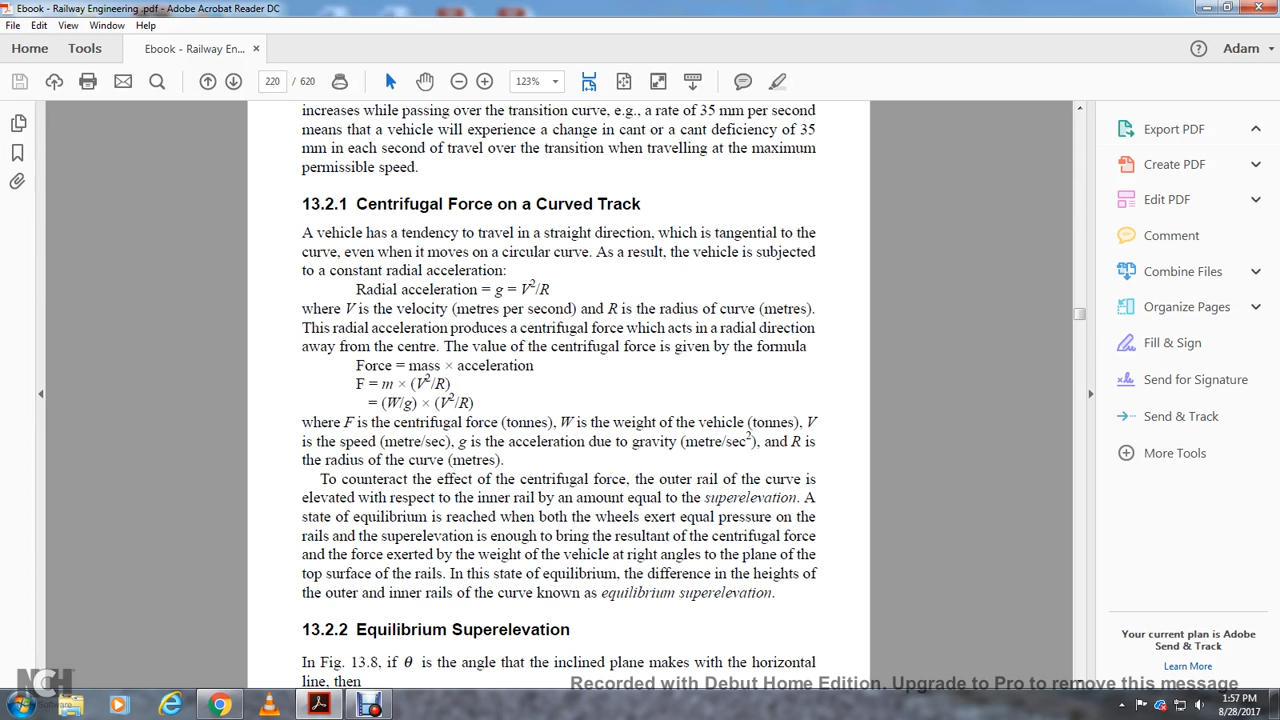 Ebook - Railway Engineering .pdf - Adobe Acrobat Reader DC
File Edit View Window Help
Home Tools Ebook - Railway En... × Adam
220 / 620 123%
increases while passing over the transition curve, e.g., a rate of 35 mm per second
means that a vehicle will experience a change in cant or a cant deficiency of 35
mm in each second of travel over the transition when travelling at the maximum
permissible speed.
13.2.1 Centrifugal Force on a Curved Track
A vehicle has a tendency to travel in a straight direction, which is tangential to the
curve, even when it moves on a circular curve. As a result, the vehicle is subjected
to a constant radial acceleration:
Radial acceleration = g = V²/R
where V is the velocity (metres per second) and R is the radius of curve (metres).
This radial acceleration produces a centrifugal force which acts in a radial direction
away from the centre. The value of the centrifugal force is given by the formula
Force = mass × acceleration
F = m × (V²/R)
= (W/g) × (V²/R)
where F is the centrifugal force (tonnes), W is the weight of the vehicle (tonnes), V
is the speed (metre/sec), g is the acceleration due to gravity (metre/sec²), and R is
the radius of the curve (metres).
To counteract the effect of the centrifugal force, the outer rail of the curve is
elevated with respect to the inner rail by an amount equal to the superelevation. A
state of equilibrium is reached when both the wheels exert equal pressure on the
rails and the superelevation is enough to bring the resultant of the centrifugal force
and the force exerted by the weight of the vehicle at right angles to the plane of the
top surface of the rails. In this state of equilibrium, the difference in the heights of
the outer and inner rails of the curve known as equilibrium superelevation.
13.2.2 Equilibrium Superelevation
In Fig. 13.8, if θ is the angle that the inclined plane makes with the horizontal
line, then
Export PDF
Create PDF
Edit PDF
Comment
Combine Files
Organize Pages
Fill & Sign
Send for Signature
Send & Track
More Tools
Your current plan is Adobe
Send & Track
Learn More
NCH
Software
Recorded with Debut Home Edition. Upgrade to Pro to remove this message
1:57 PM
8/28/2017